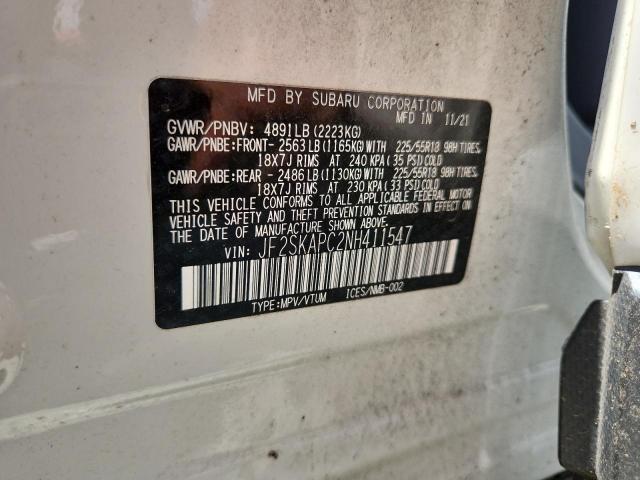 MFD BY SUBARU CORPORATION
MFD IN 11/21
GVWR/PNBV: 4891LB(2223KG)
GAWR/PNBE:FRONT- 2563LB(1165KG)WITH 225/55R18 98H TIRES,
18X7J RIMS AT 240 KPA(35 PSI)COLD
GAWR/PNBE:REAR - 2486LB(1130KG)WITH 225/55R18 98H TIRES,
18X7J RIMS AT 230 KPA(33 PSI)COLD
THIS VEHICLE CONFORMS TO ALL APPLICABLE FEDERAL MOTOR
VEHICLE SAFETY AND THEFT PREVENTION STANDARDS IN EFFECT ON THE
DATE OF MANUFACTURE SHOWN ABOVE.
VIN: JF2SKAPC2NH411547
TYPE:MPV/VTUM ICES/NMB-002